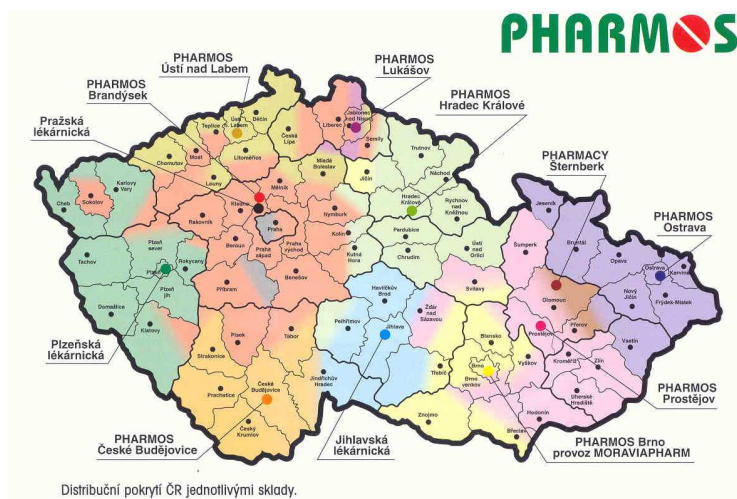 PHARMOS
PHARMOS
Ústí nad Labem
PHARMOS
Brandýsek
Pražská
lékárnická
PHARMOS
Lukášov
PHARMOS
Hradec Králové
PHARMACY
Šternberk
PHARMOS
Ostrava
Plzeňská
lékárnická
PHARMOS
České Budějovice
Jihlavská
lékárnická
PHARMOS Brno
provoz MORAVIAPHARM
PHARMOS
Prostějov
Děčín
Ústí
n. Labem
Teplice
Most
Chomutov
Litoměřice
Louny
Česká
Lípa
Liberec
Jablonec
nad Nisou
Semily
Trutnov
Náchod
Jičín
Mladá
Boleslav
Mělník
Hradec
Králové
Rychnov
nad
Kněžnou
Karlovy
Vary
Cheb
Sokolov
Rakovník
Kladno
Praha
Nymburk
Kolín
Beroun
Praha
západ
Praha
východ
Kutná
Hora
Pardubice
Chrudim
Ústí
nad
Orlicí
Svitavy
Tachov
Plzeň
sever
Rokycany
Plzeň
jih
Domažlice
Klatovy
Příbram
Benešov
Písek
Tábor
Strakonice
Prachatice
České
Budějovice
Český
Krumlov
Jindřichův
Hradec
Pelhřimov
Havlíčkův
Brod
Jihlava
Žďár
nad
Sázavou
Třebíč
Znojmo
Blansko
Brno
Brno
venkov
Vyškov
Břeclav
Hodonín
Uherské
Hradiště
Zlín
Kroměříž
Prostějov
Přerov
Olomouc
Šumperk
Jeseník
Bruntál
Opava
Ostrava
Karviná
Nový
Jičín
Frýdek-Místek
Vsetín
Distribuční pokrytí ČR jednotlivými sklady.